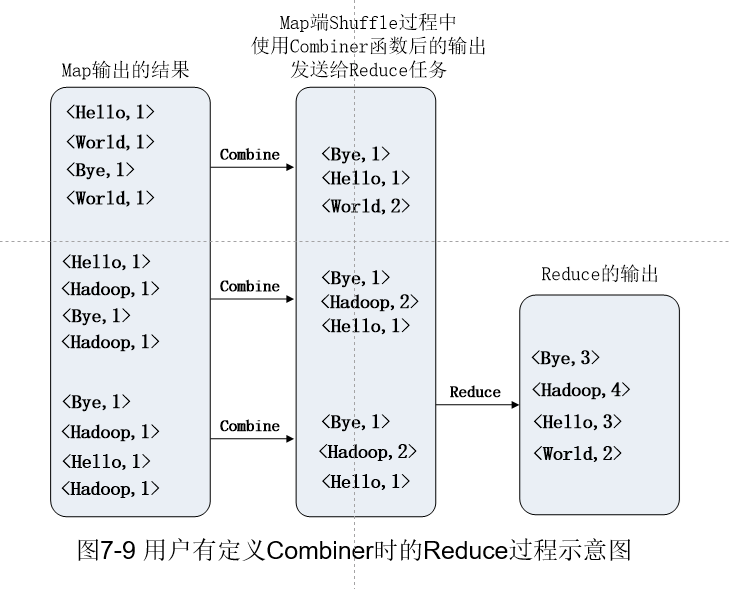 Map端Shuffle过程中
使用Combiner函数后的输出
发送给Reduce任务
Map输出的结果
<Hello,1>
<World,1>
<Bye,1>
<World,1>
Combine
<Bye,1>
<Hello,1>
<World,2>
<Hello,1>
<Hadoop,1>
<Bye,1>
<Hadoop,1>
Combine
<Bye,1>
<Hadoop,2>
<Hello,1>
<Bye,1>
<Hadoop,1>
<Hello,1>
<Hadoop,1>
Combine
<Bye,1>
<Hadoop,2>
<Hello,1>
Reduce
Reduce的输出
<Bye,3>
<Hadoop,4>
<Hello,3>
<World,2>
图7-9 用户有定义Combiner时的Reduce过程示意图